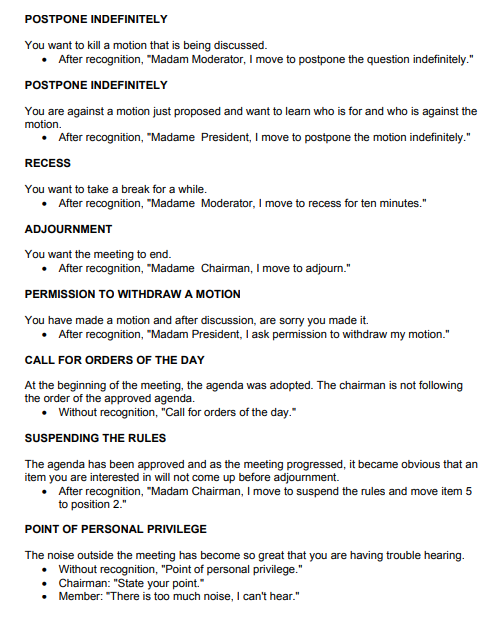 POSTPONE INDEFINITELY
You want to kill a motion that is being discussed.
• After recognition, "Madam Moderator, I move to postpone the question indefinitely."
POSTPONE INDEFINITELY
You are against a motion just proposed and want to learn who is for and who is against the
motion.
• After recognition, "Madame President, I move to postpone the motion indefinitely."
RECESS
You want to take a break for a while.
• After recognition, "Madame Moderator, I move to recess for ten minutes."
ADJOURNMENT
You want the meeting to end.
• After recognition, "Madame Chairman, I move to adjourn."
PERMISSION TO WITHDRAW A MOTION
You have made a motion and after discussion, are sorry you made it.
• After recognition, "Madam President, I ask permission to withdraw my motion."
CALL FOR ORDERS OF THE DAY
At the beginning of the meeting, the agenda was adopted. The chairman is not following
the order of the approved agenda.
• Without recognition, "Call for orders of the day."
SUSPENDING THE RULES
The agenda has been approved and as the meeting progressed, it became obvious that an
item you are interested in will not come up before adjournment.
• After recognition, "Madam Chairman, I move to suspend the rules and move item 5
to position 2."
POINT OF PERSONAL PRIVILEGE
The noise outside the meeting has become so great that you are having trouble hearing.
• Without recognition, "Point of personal privilege."
• Chairman: "State your point."
• Member: "There is too much noise, I can't hear."